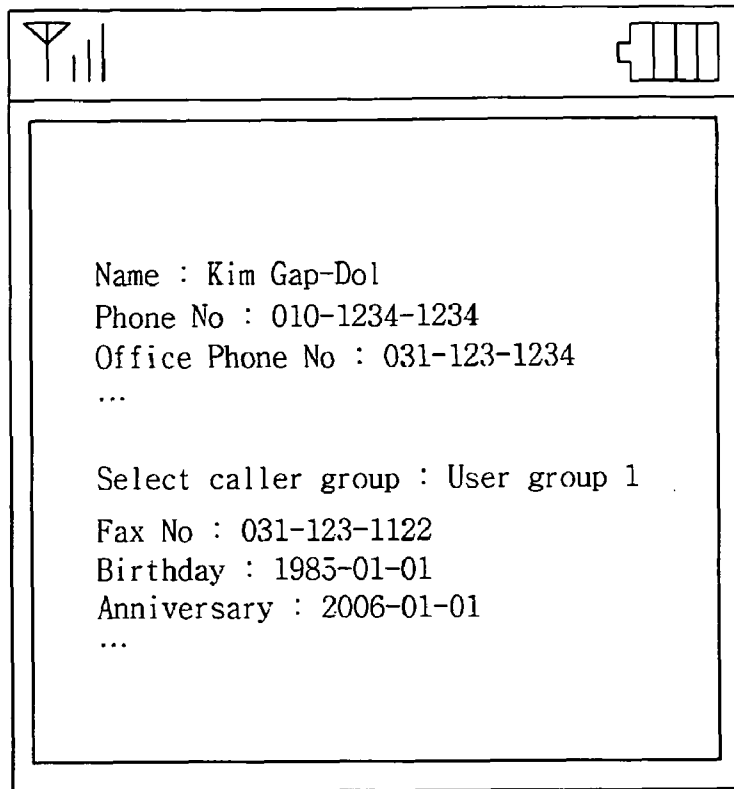 Name : Kim Gap-Dol
Phone No : 010-1234-1234
Office Phone No : 031-123-1234
...
Select caller group : User group 1
Fax No : 031-123-1122
Birthday : 1985-01-01
Anniversary : 2006-01-01
...